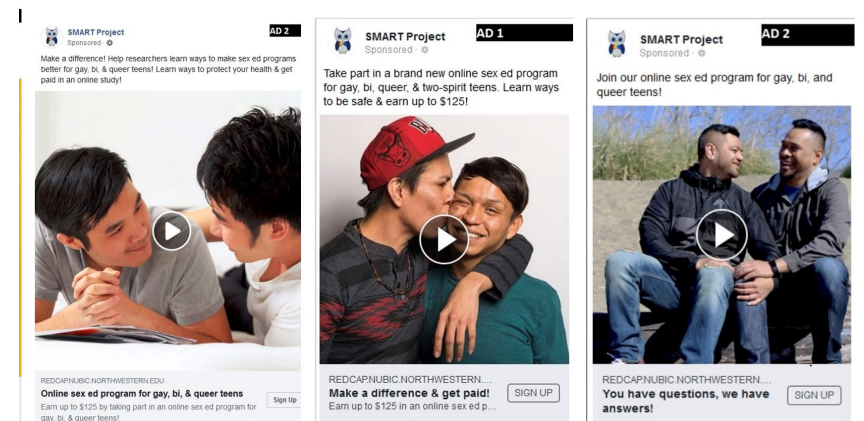 SMART Project
AD 2
Sponsored ·
Make a difference! Help researchers learn ways to make sex ed programs
better for gay, bi, & queer teens! Learn ways to protect your health & get
paid in an online study!
REDCAP.NUBIC.NORTHWESTERN.EDU
Online sex ed program for gay, bi, & queer teens
Earn up to $125 by taking part in an online sex ed program for
gay, bi, & queer teens!
Sign Up
SMART Project
AD 1
Sponsored ·
Take part in a brand new online sex ed program
for gay, bi, queer, & two-spirit teens. Learn ways
to be safe & earn up to $125!
REDCAP.NUBIC.NORTHWESTERN....
Make a difference & get paid!
Earn up to $125 in an online sex ed p...
SIGN UP
SMART Project
AD 2
Sponsored ·
Join our online sex ed program for gay, bi, and
queer teens!
REDCAP.NUBIC.NORTHWESTERN....
You have questions, we have
answers!
SIGN UP